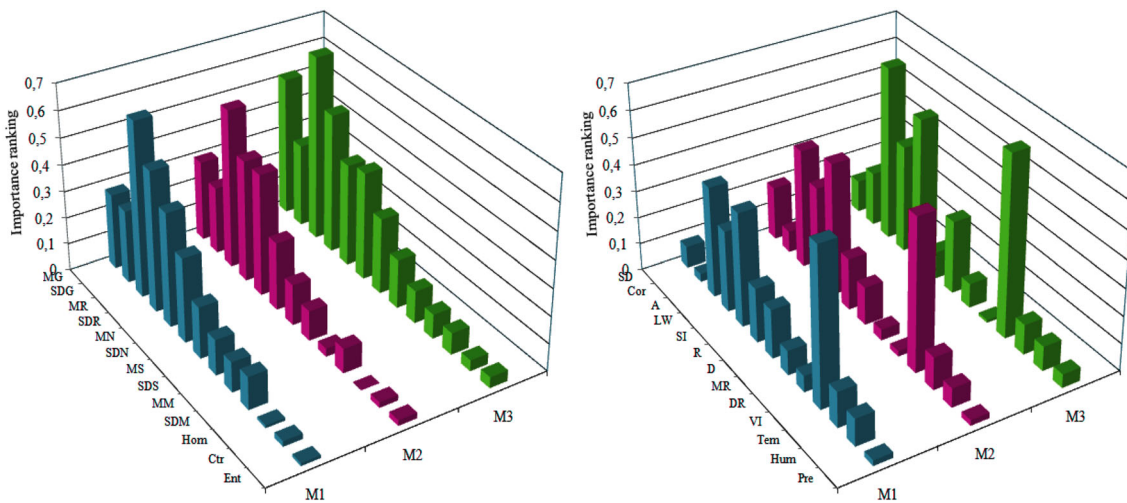 Importance ranking
0,7
0,6
0,5
0,4
0,3
0,2
0,1
0
MG
SDG
MR
SDR
MN
SDN
MS
SDS
MM
SDM
Hom
Ctr
Ent
M1
M2
M3
Importance ranking
0,7
0,6
0,5
0,4
0,3
0,2
0,1
0
SD
Cor
A
LW
SI
R
D
MR
DR
VI
Tem
Hum
Pre
M1
M2
M3